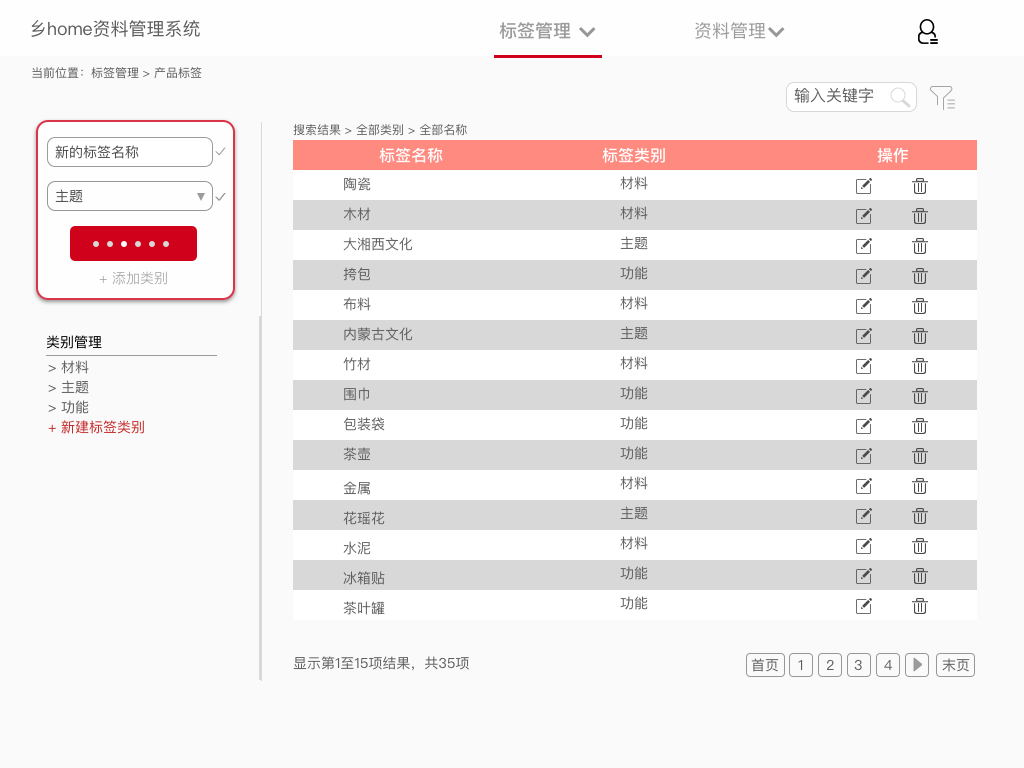 乡home资料管理系统
标签管理
资料管理
当前位置：标签管理 > 产品标签
输入关键字
新的标签名称
主题
+ 添加类别
类别管理
> 材料
> 主题
> 功能
+ 新建标签类别
搜索结果 > 全部类别 > 全部名称
标签名称 标签类别 操作
陶瓷 材料
木材 材料
大湘西文化 主题
挎包 功能
布料 材料
内蒙古文化 主题
竹材 材料
围巾 功能
包装袋 功能
茶壶 功能
金属 材料
花瑶花 主题
水泥 材料
冰箱贴 功能
茶叶罐 功能
显示第1至15项结果，共35项
首页 1 2 3 4 末页